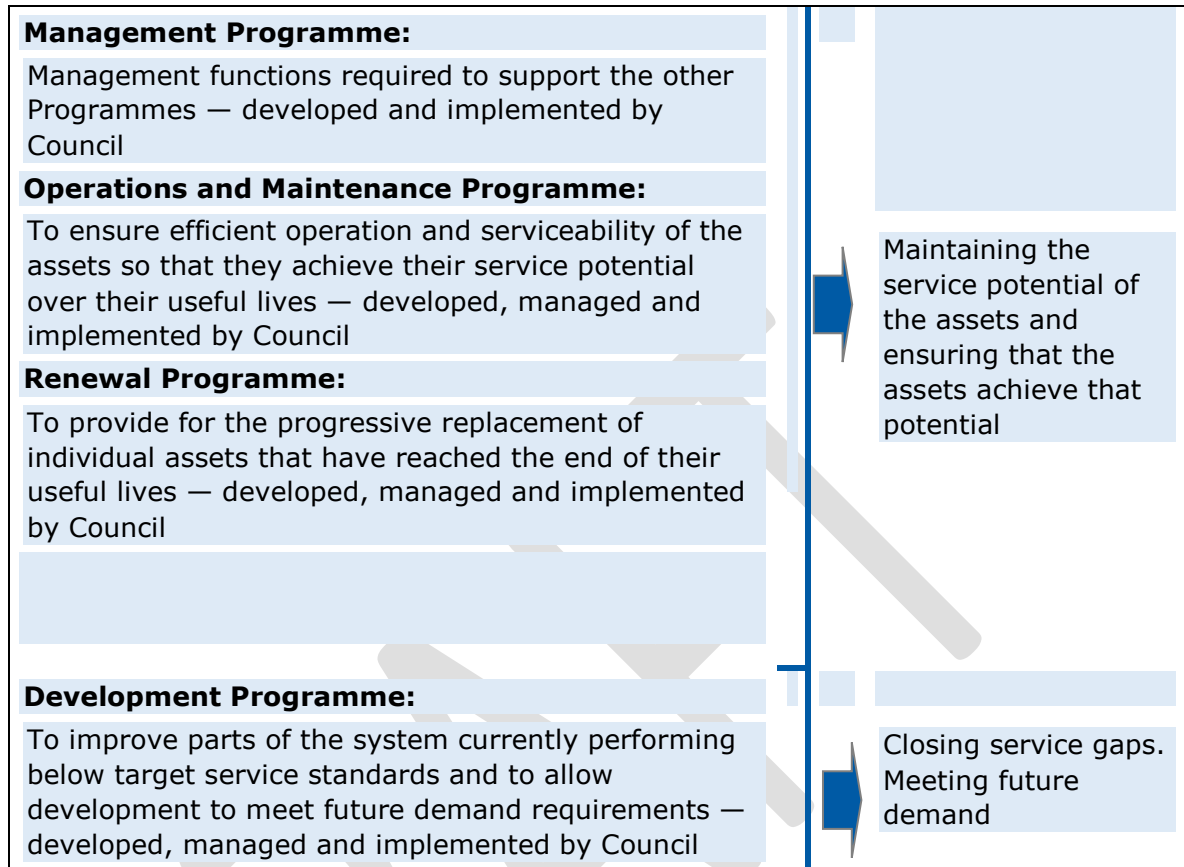 Management Programme:
Management functions required to support the other
Programmes — developed and implemented by
Council
Operations and Maintenance Programme:
To ensure efficient operation and serviceability of the
assets so that they achieve their service potential
over their useful lives — developed, managed and
implemented by Council
Maintaining the
service potential of
the assets and
ensuring that the
assets achieve that
potential
Renewal Programme:
To provide for the progressive replacement of
individual assets that have reached the end of their
useful lives — developed, managed and implemented
by Council
Development Programme:
To improve parts of the system currently performing
below target service standards and to allow
development to meet future demand requirements —
developed, managed and implemented by Council
Closing service gaps.
Meeting future
demand